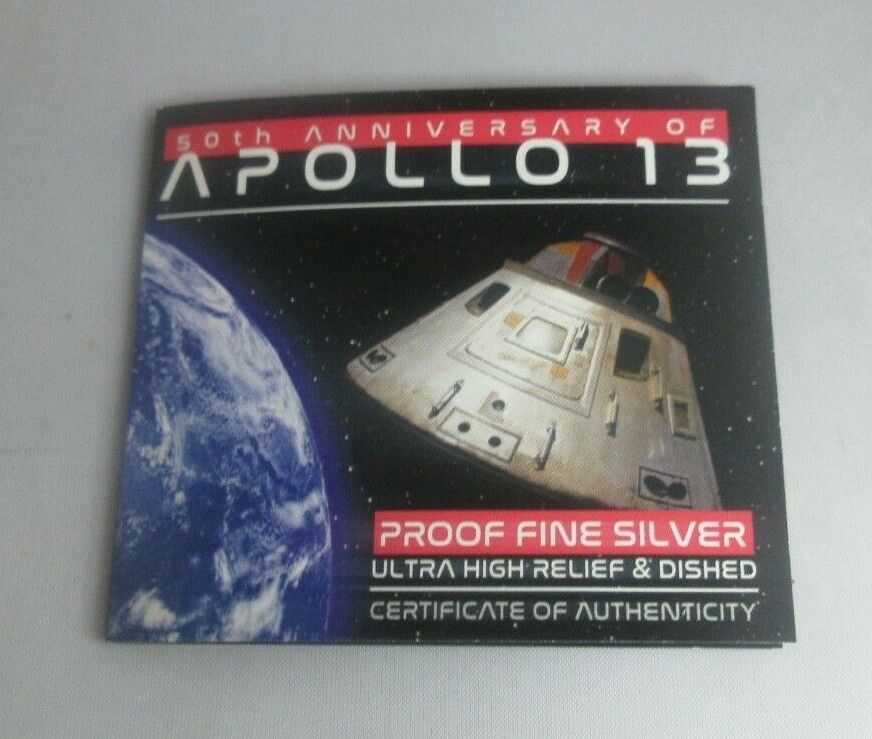 50th ANNIVERSARY OF
APOLLO 13
PROOF FINE SILVER
ULTRA HIGH RELIEF & DISHED
CERTIFICATE OF AUTHENTICITY